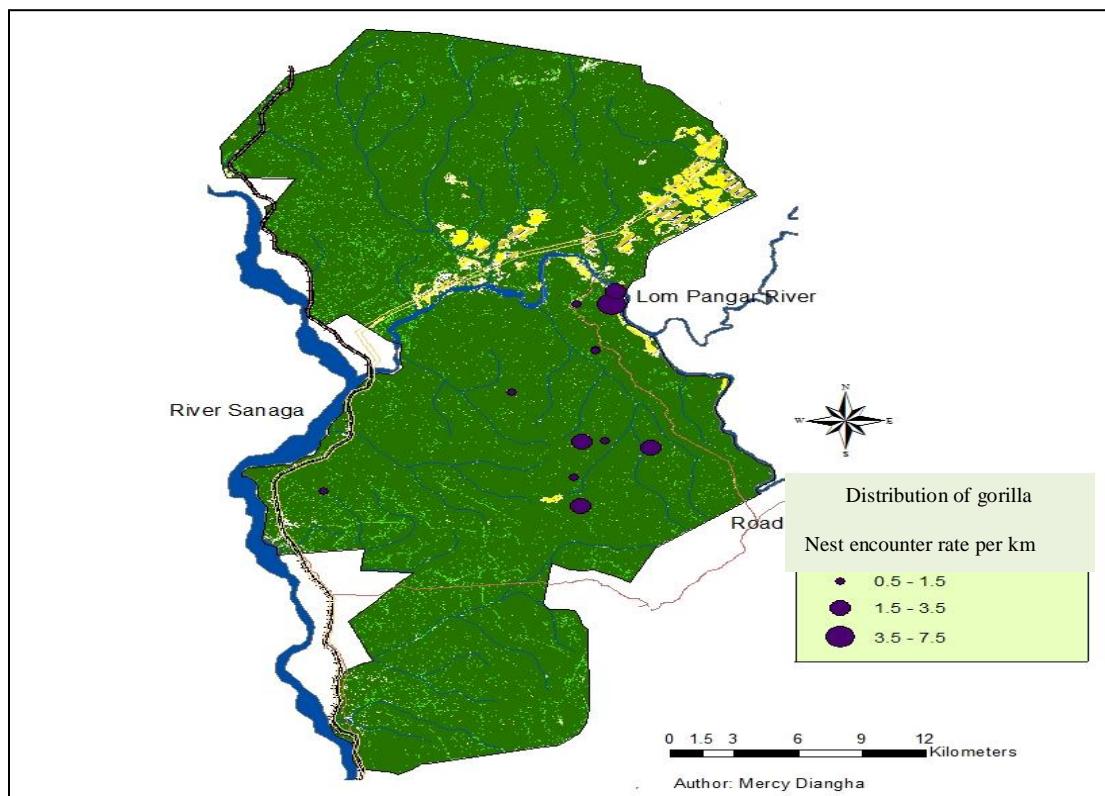 Lom Pangar River
River Sanaga
N
W E
S
Distribution of gorilla
Road
Nest encounter rate per km
0.5 - 1.5
1.5 - 3.5
3.5 - 7.5
0 1.5 3 6 9 12
Kilometers
Author: Mercy Diangha